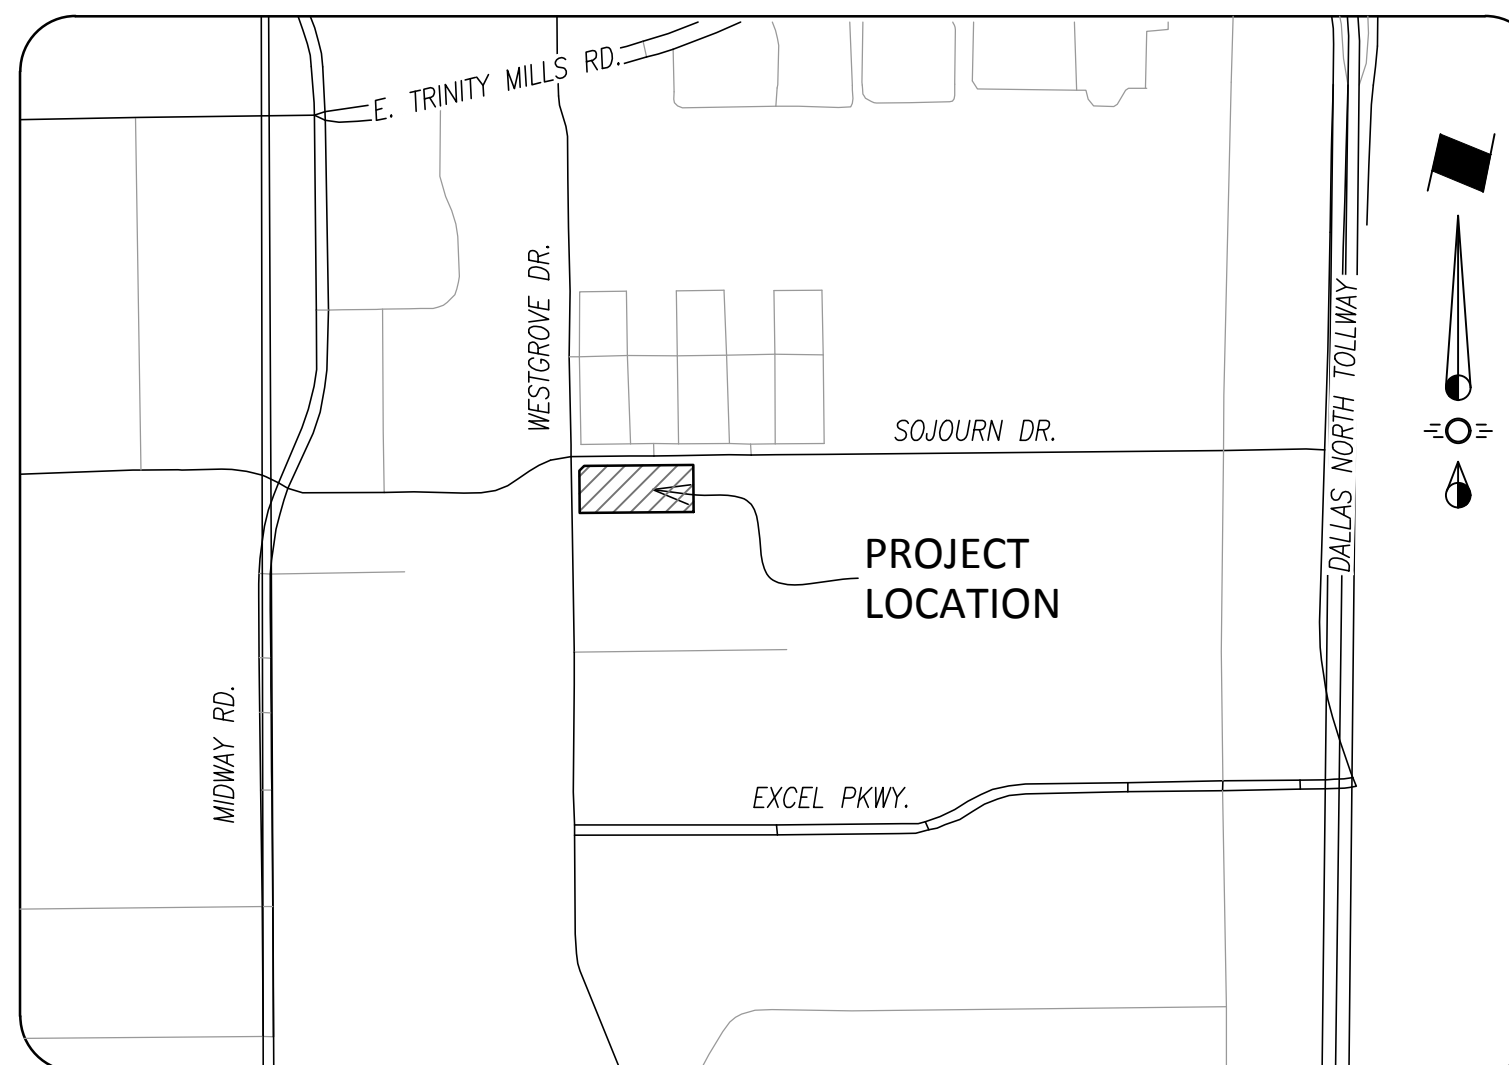 E. TRINITY MILLS RD.
WESTGROVE DR.
DALLAS NORTH TOLLWAY
SOJOURN DR.
PROJECT
LOCATION
MIDWAY RD.
EXCEL PKWY.